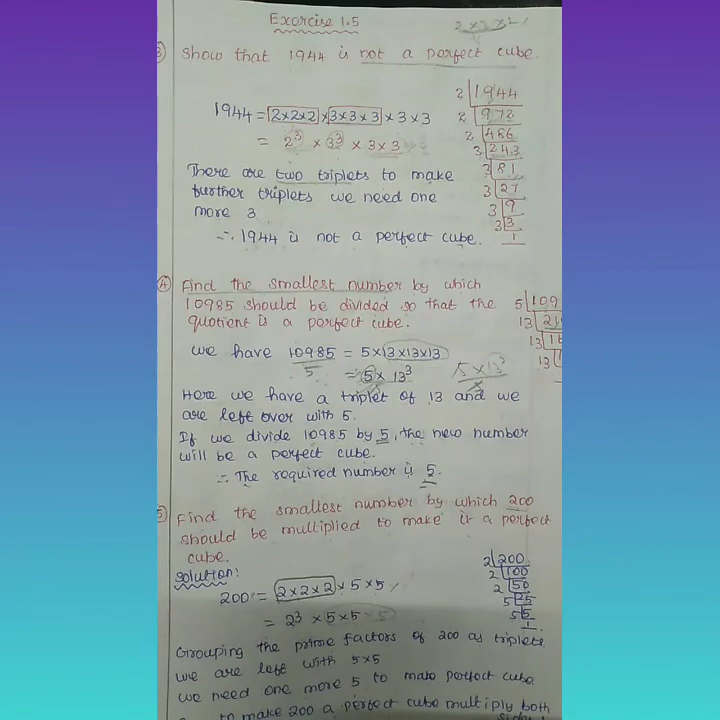 Exercise 1.5
3) Show that 1944 is not a perfect cube.
1944 = 2×2×2 × 3×3×3 × 3 × 3
= 2³ × 3³ × 3 × 3
There are two triplets to make
further triplets we need one
more 3
∴ 1944 is not a perfect cube.
2 1944
2 972
2 486
3 243
3 81
3 27
3 9
3 3
1
④ Find the smallest number by which
10985 should be divided so that the
quotient is a perfect cube.
5 109
13
13
13
we have 10985 = 5×13×13×13
5
= 5 × 13³
5 × 13³
Here we have a triplet of 13 and we
are left over with 5.
If we divide 10985 by 5, the new number
will be a perfect cube.
∴ The required number is 5.
5) Find the smallest number by which 200
should be multiplied to make it a perfect
cube.
Solution:
200 = 2×2×2 × 5 × 5
= 2³ × 5 × 5
2 200
2 100
2 50
5 25
5 5
1
Grouping the prime factors of 200 as triplets
we are left with 5×5
we need one more 5 to make perfect cube
to make 200 a perfect cube multiply both